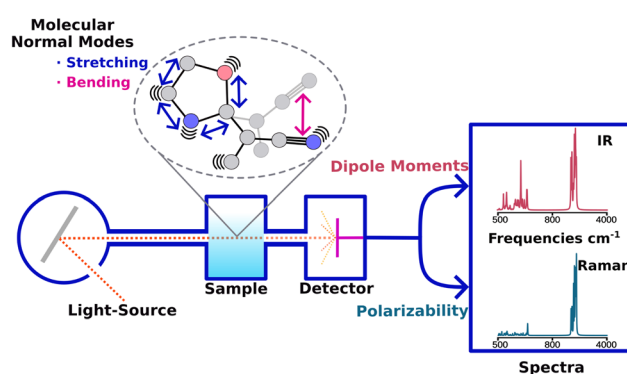 Molecular
Normal Modes
· Stretching
· Bending
Dipole Moments
IR
500 800 4000
Frequencies cm⁻¹
Raman
Polarizability
500 800 4000
Spectra
Light-Source
Sample
Detector